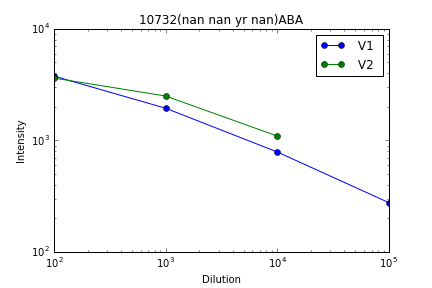 10732(nan nan yr nan)ABA
10^4
V1
V2
10^3
Intensity
10^2
10^2 10^3 10^4 10^5
Dilution